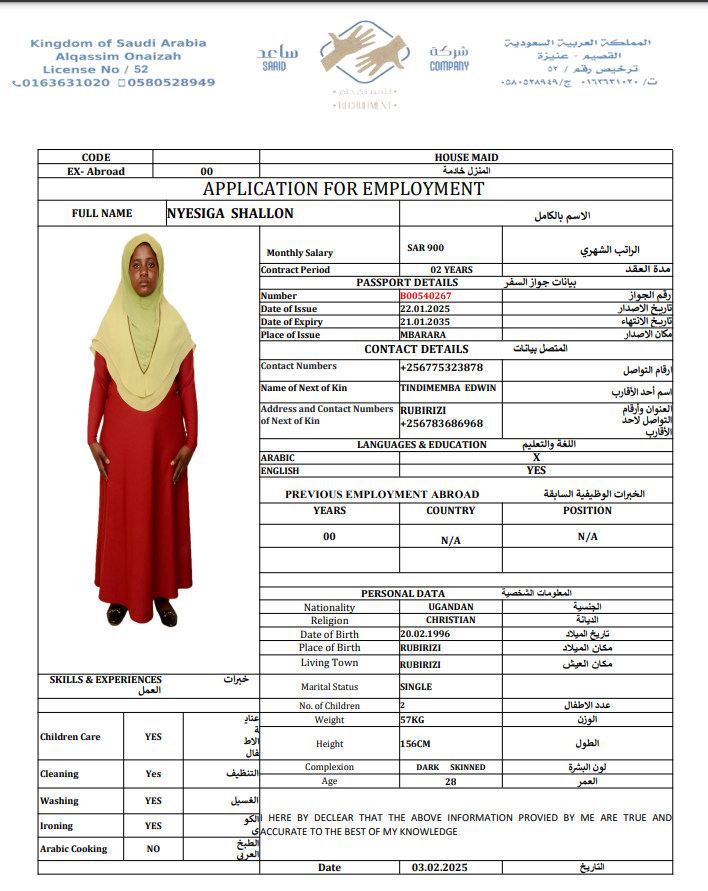 Kingdom of Saudi Arabia
Alqassim Onaizah
License No / 52
0163631020 0580528949
ساعد
SAAID
شركة
COMPANY
للاستقدام
RECRUITMENT
المملكة العربية السعودية
القصيم - عنيزة
ترخيص رقم / ٥٢
ت/ ٠١٦٣٦٣١٠٢٠ ج/ ٠٥٨٠٥٢٨٩٤٩
CODE HOUSE MAID
EX- Abroad 00 المنزل خادمة
APPLICATION FOR EMPLOYMENT
FULL NAME NYESIGA SHALLON الاسم بالكامل
Monthly Salary SAR 900 الراتب الشهري
Contract Period 02 YEARS مدة العقد
PASSPORT DETAILS بيانات جواز السفر
Number B00540267 رقم الجواز
Date of Issue 22.01.2025 تاريخ الاصدار
Date of Expiry 21.01.2035 تاريخ الانتهاء
Place of Issue MBARARA مكان الاصدار
CONTACT DETAILS المتصل بيانات
Contact Numbers +256775323878 ارقام التواصل
Name of Next of Kin TINDIMEMBA EDWIN اسم أحد الأقارب
Address and Contact Numbers of Next of Kin RUBIRIZI +256783686968 العنوان وأرقام التواصل لاحد الأقارب
LANGUAGES & EDUCATION اللغة والتعليم
ARABIC X
ENGLISH YES
PREVIOUS EMPLOYMENT ABROAD الخبرات الوظيفية السابقة
YEARS COUNTRY POSITION
00 N/A N/A
PERSONAL DATA المعلومات الشخصية
Nationality UGANDAN الجنسية
Religion CHRISTIAN الديانة
Date of Birth 20.02.1996 تاريخ الميلاد
Place of Birth RUBIRIZI مكان الميلاد
Living Town RUBIRIZI مكان العيش
Marital Status SINGLE
No. of Children 2 عدد الاطفال
Weight 57KG الوزن
Height 156CM الطول
Complexion DARK SKINNED لون البشرة
Age 28 العمر
SKILLS & EXPERIENCES خبرات العمل
Children Care YES عناية الاطفال
Cleaning Yes التنظيف
Washing YES الغسيل
Ironing YES الكوي
Arabic Cooking NO الطبخ العربي
I HERE BY DECLEAR THAT THE ABOVE INFORMATION PROVIED BY ME ARE TRUE AND
ACCURATE TO THE BEST OF MY KNOWLEDGE
Date 03.02.2025 التاريخ